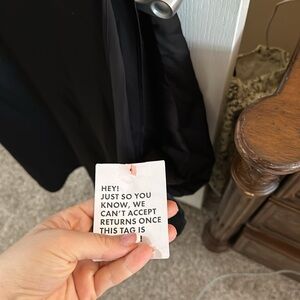 HEY!
JUST SO YOU
KNOW, WE
CAN'T ACCEPT
RETURNS ONCE
THIS TAG IS
!